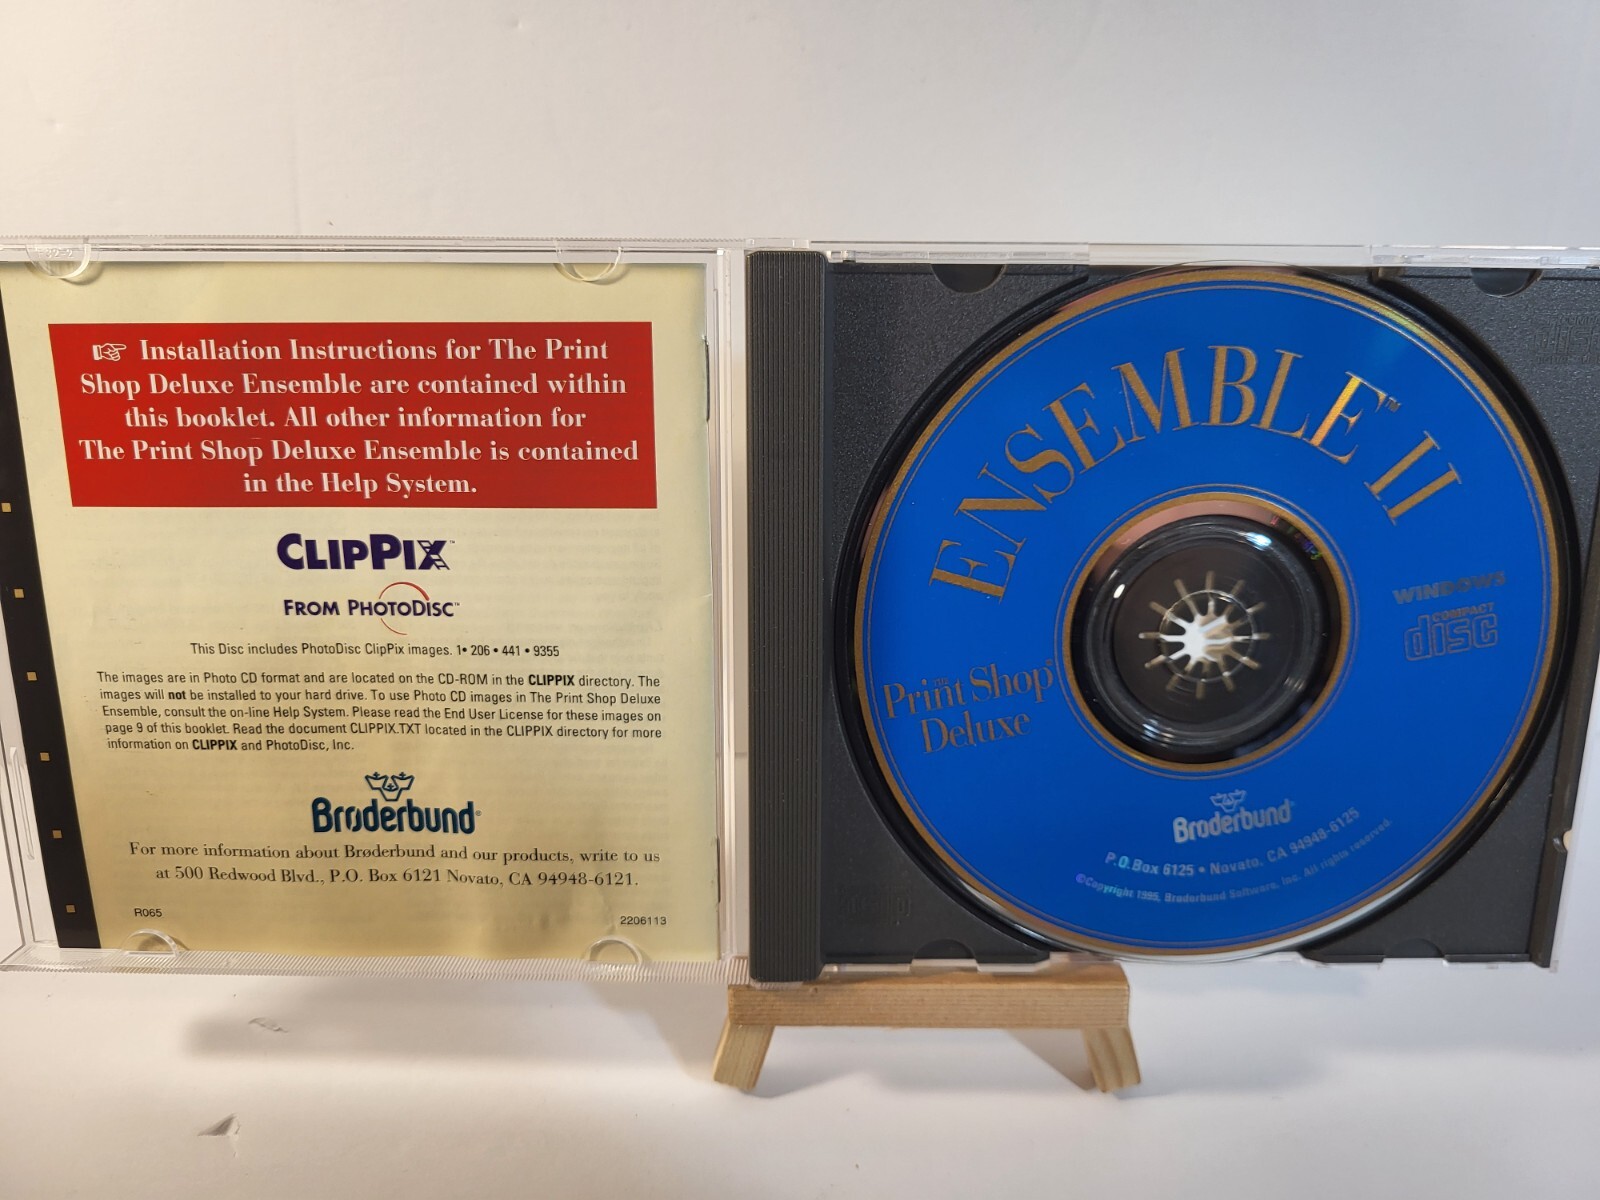 ☞ Installation Instructions for The Print
Shop Deluxe Ensemble are contained within
this booklet. All other information for
The Print Shop Deluxe Ensemble is contained
in the Help System.
CLIPPIX™
FROM PHOTODISC™
This Disc includes PhotoDisc ClipPix images. 1• 206 • 441 • 9355
The images are in Photo CD format and are located on the CD-ROM in the CLIPPIX directory. The
images will not be installed to your hard drive. To use Photo CD images in The Print Shop Deluxe
Ensemble, consult the on-line Help System. Please read the End User License for these images on
page 9 of this booklet. Read the document CLIPPIX.TXT located in the CLIPPIX directory for more
information on CLIPPIX and PhotoDisc, Inc.
Brøderbund®
For more information about Brøderbund and our products, write to us
at 500 Redwood Blvd., P.O. Box 6121 Novato, CA 94948-6121.
R065
2206113
ENSEMBLE™ II
WINDOWS
COMPACT
disc
The
Print Shop®
Deluxe
Brøderbund®
P.O. Box 6125 • Novato, CA 94948-6125
©Copyright 1995, Brøderbund Software, Inc. All rights reserved.